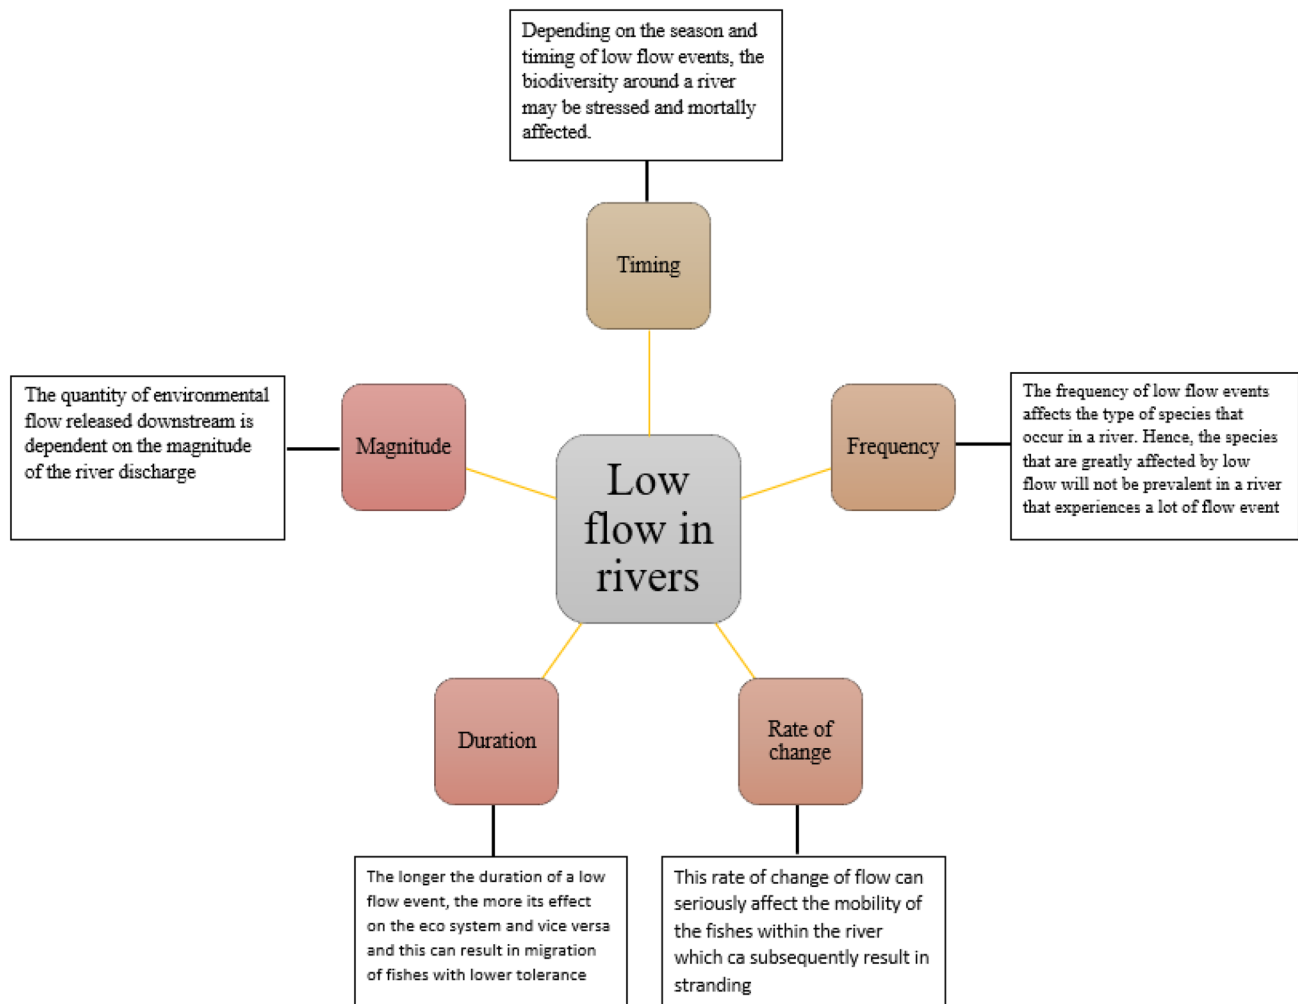 Depending on the season and
timing of low flow events, the
biodiversity around a river
may be stressed and mortally
affected.
Timing
The quantity of environmental
flow released downstream is
dependent on the magnitude
of the river discharge
Magnitude
Frequency
The frequency of low flow events
affects the type of species that
occur in a river. Hence, the species
that are greatly affected by low
flow will not be prevalent in a river
that experiences a lot of flow event
Low
flow in
rivers
Duration
Rate of
change
The longer the duration of a low
flow event, the more its effect
on the eco system and vice versa
and this can result in migration
of fishes with lower tolerance
This rate of change of flow can
seriously affect the mobility of
the fishes within the river
which ca subsequently result in
stranding